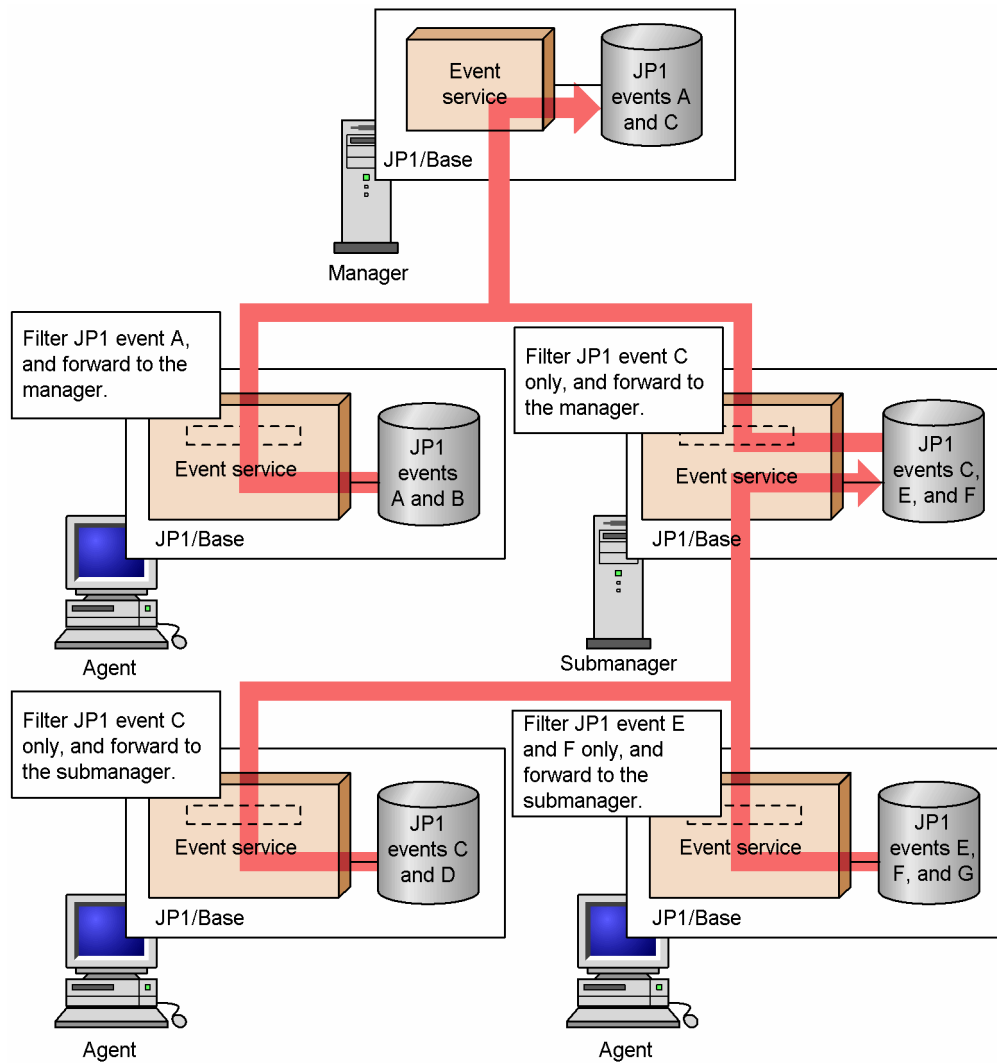 Event
service
JP1
events A
and C
JP1/Base
Manager
Filter JP1 event A,
and forward to the
manager.
Event service
JP1
events
A and B
JP1/Base
Agent
Filter JP1 event C
only, and forward to
the manager.
Event service
JP1
events C,
E, and F
JP1/Base
Submanager
Filter JP1 event C
only, and forward to
the submanager.
Event service
JP1
events C
and D
JP1/Base
Agent
Filter JP1 event E
and F only, and
forward to the
submanager.
Event service
JP1
events E,
F, and G
JP1/Base
Agent